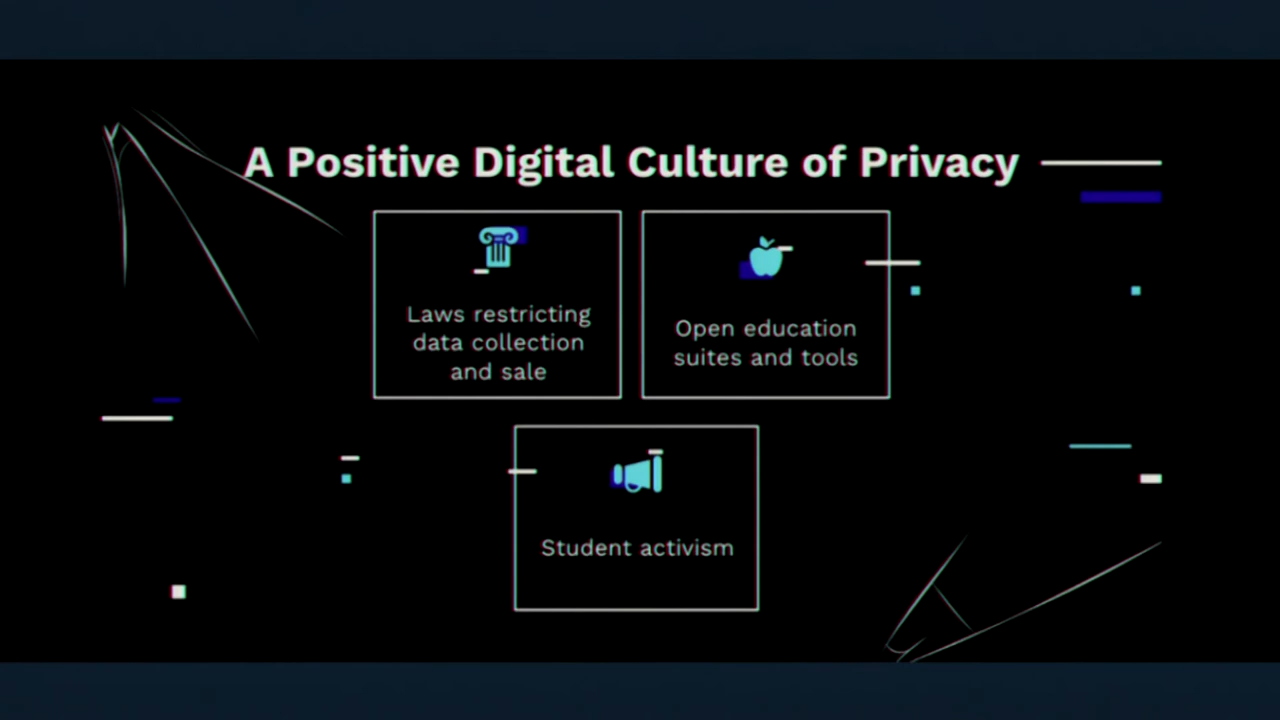 A Positive Digital Culture of Privacy
Laws restricting
data collection
and sale
Open education
suites and tools
Student activism